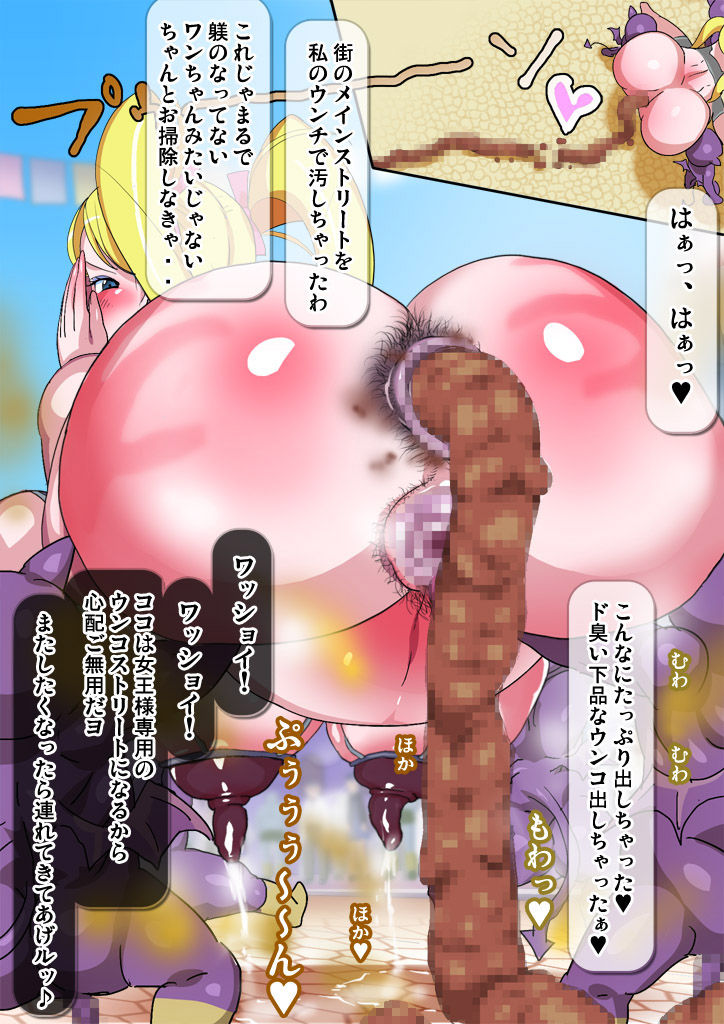 プ〜ン
はぁっ、はぁっ♥
街のメインストリートを
私のウンチで汚しちゃったわ
これじゃまるで
躾のなってない
ワンちゃんみたいじゃない
ちゃんとお掃除しなきゃ・・・
こんなにたっぷり出しちゃった♥
ド臭い下品なウンコ出しちゃったぁ♥
むわ
むわ
もわっ♥
ほか
ほか♥
ぷぅぅぅ〜〜ん♥
ワッショイ!
ワッショイ!
ココは女王様専用の
ウンコストリートになるから
心配ご無用だヨ
またしたくなったら連れてきてあげルッ♪